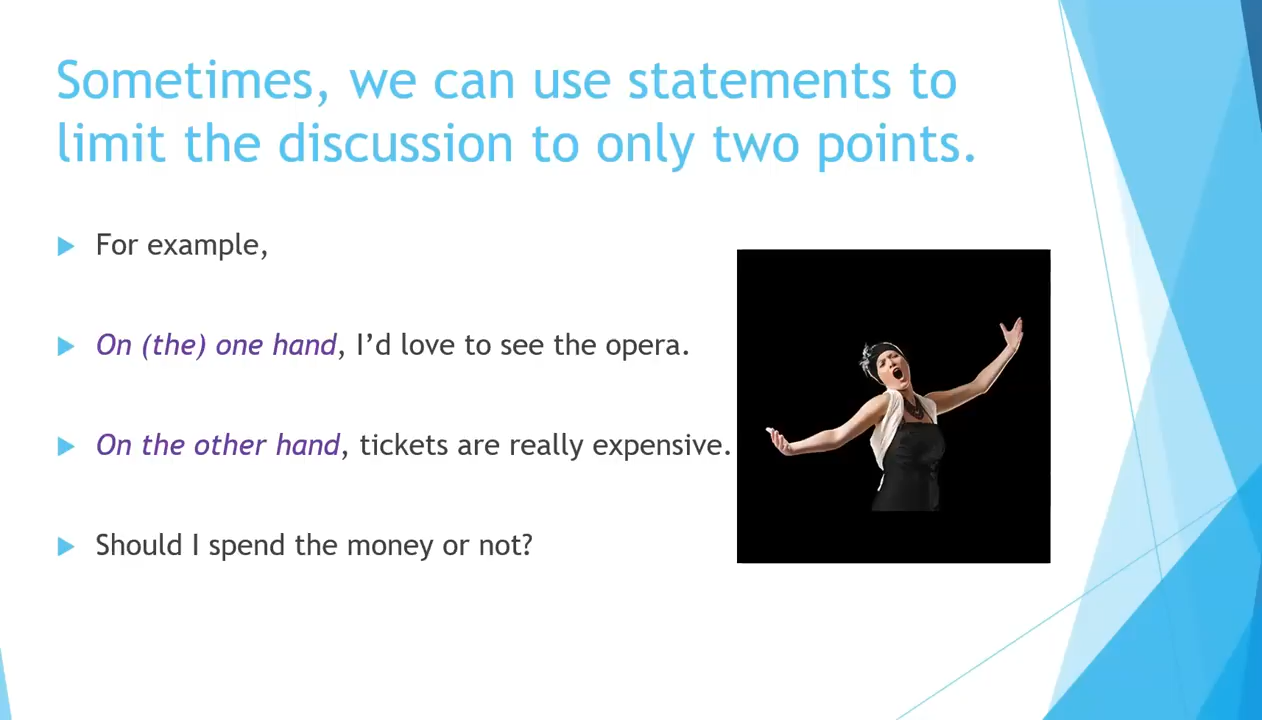 Sometimes, we can use statements to
limit the discussion to only two points.
For example,
On (the) one hand, I’d love to see the opera.
On the other hand, tickets are really expensive.
Should I spend the money or not?